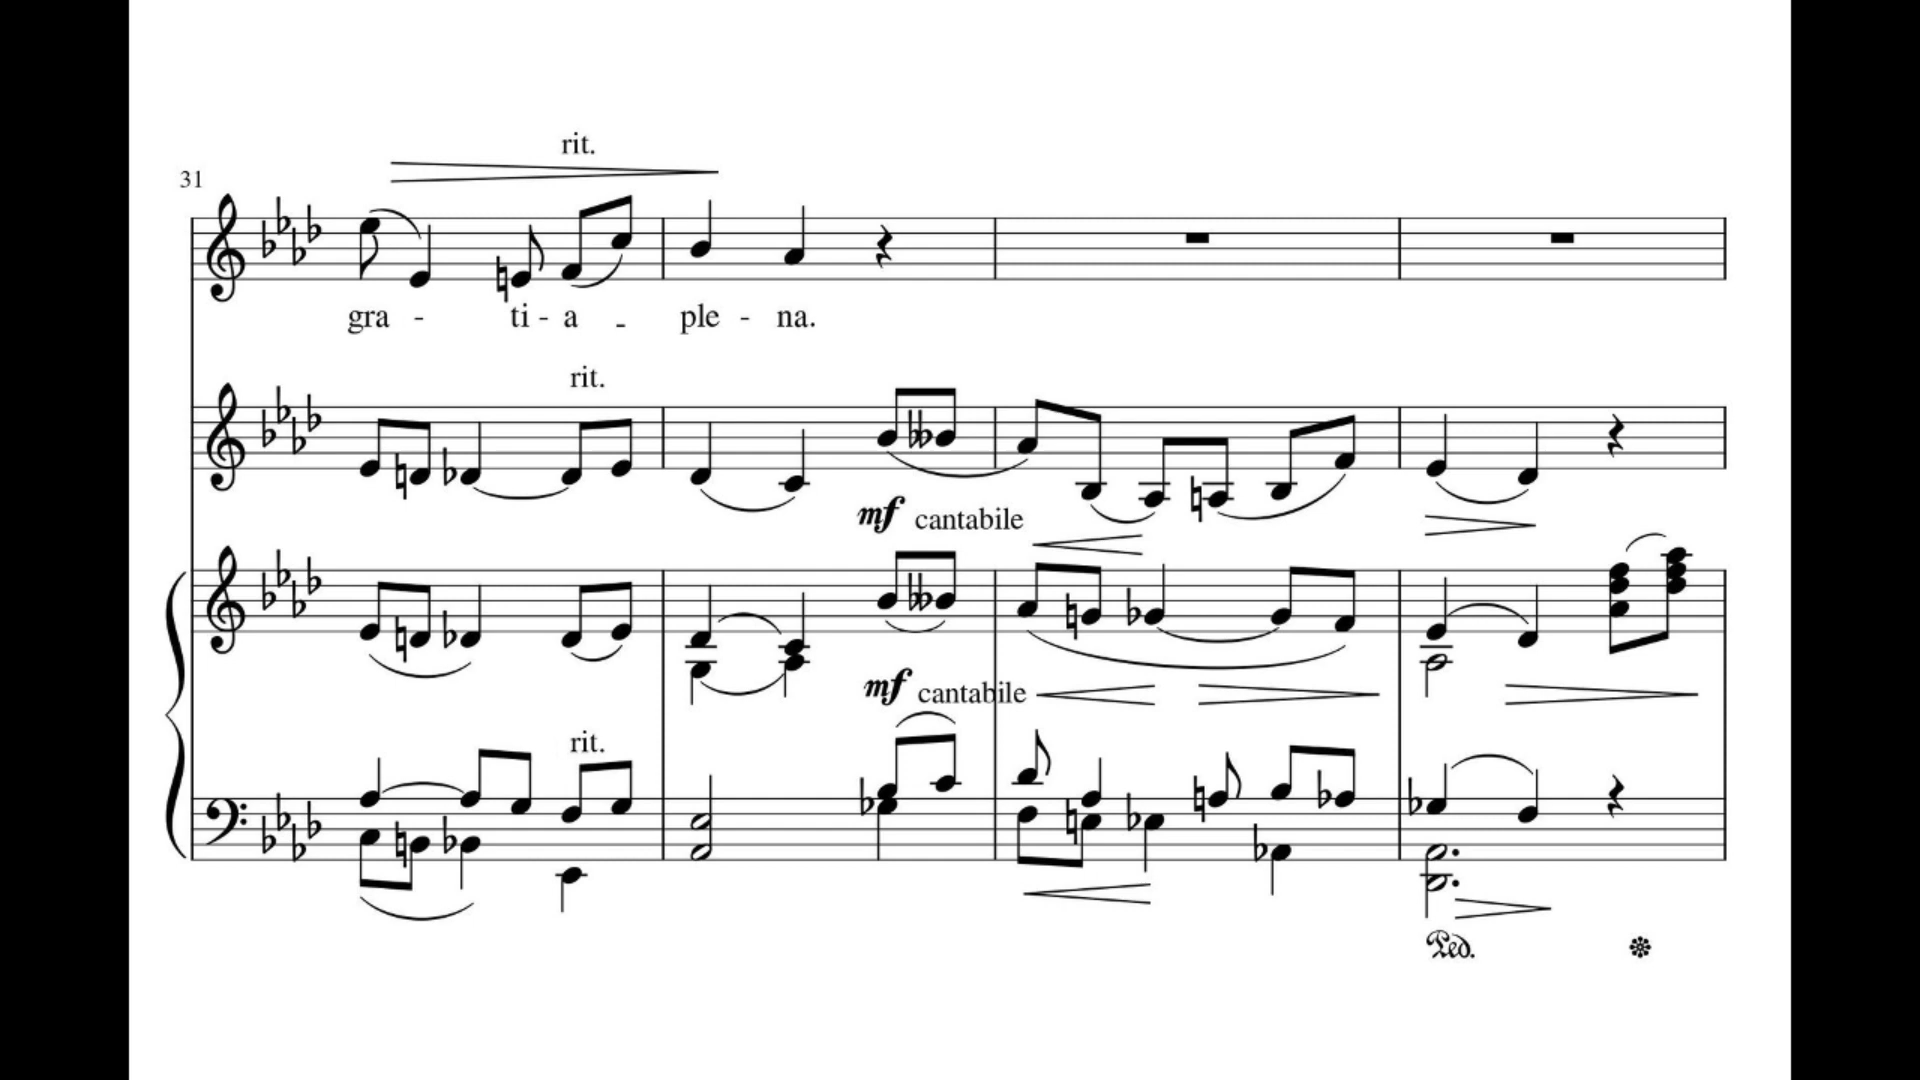 rit.
31
gra - ti - a - ple - na.
rit.
mf cantabile
mf cantabile
rit.
Ped.